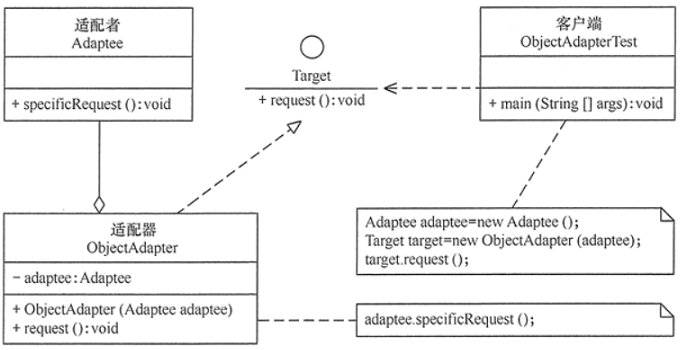 适配者
Adaptee
+ specificRequest ():void
Target
+ request ():void
客户端
ObjectAdapterTest
+ main (String [] args):void
适配器
ObjectAdapter
− adaptee:Adaptee
+ ObjectAdapter (Adaptee adaptee)
+ request ():void
Adaptee adaptee=new Adaptee ();
Target target=new ObjectAdapter (adaptee);
target.request ();
adaptee.specificRequest ();